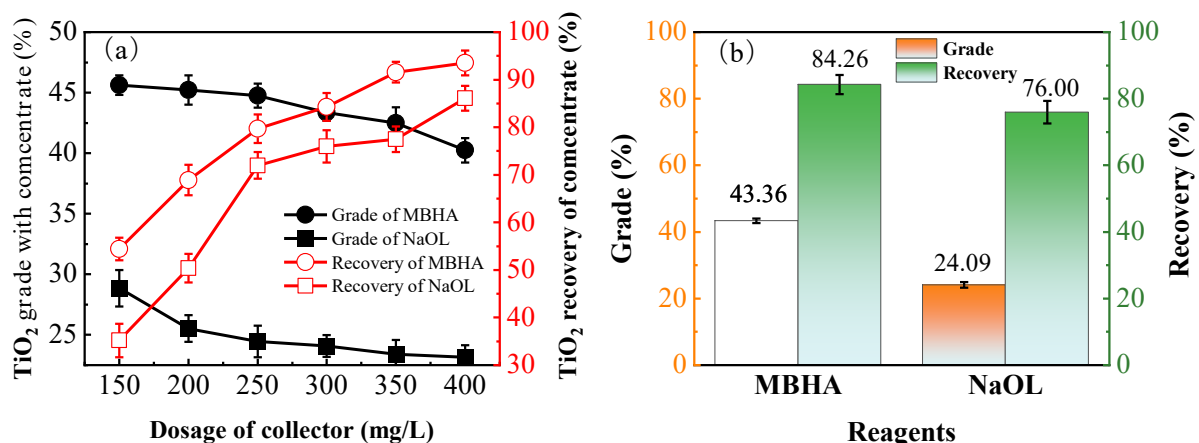 (a)
TiO2 grade with comcentrate (%)
50
45
40
35
30
25
Grade of MBHA
Grade of NaOL
Recovery of MBHA
Recovery of NaOL
100
90
80
70
60
50
40
30
TiO2 recovery of comcentrate (%)
150 200 250 300 350 400
Dosage of collector (mg/L)
(b)
Grade (%)
100
80
60
40
20
0
Grade
Recovery
43.36
84.26
24.09
76.00
100
80
60
40
20
0
Recovery (%)
MBHA NaOL
Reagents